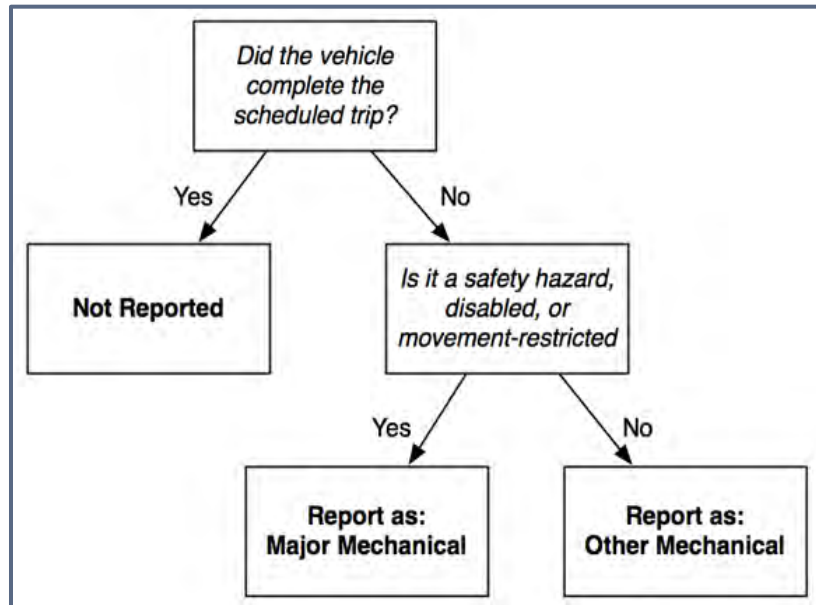 Did the vehicle
complete the
scheduled trip?
Yes
No
Not Reported
Is it a safety hazard,
disabled, or
movement-restricted
Yes
No
Report as:
Major Mechanical
Report as:
Other Mechanical